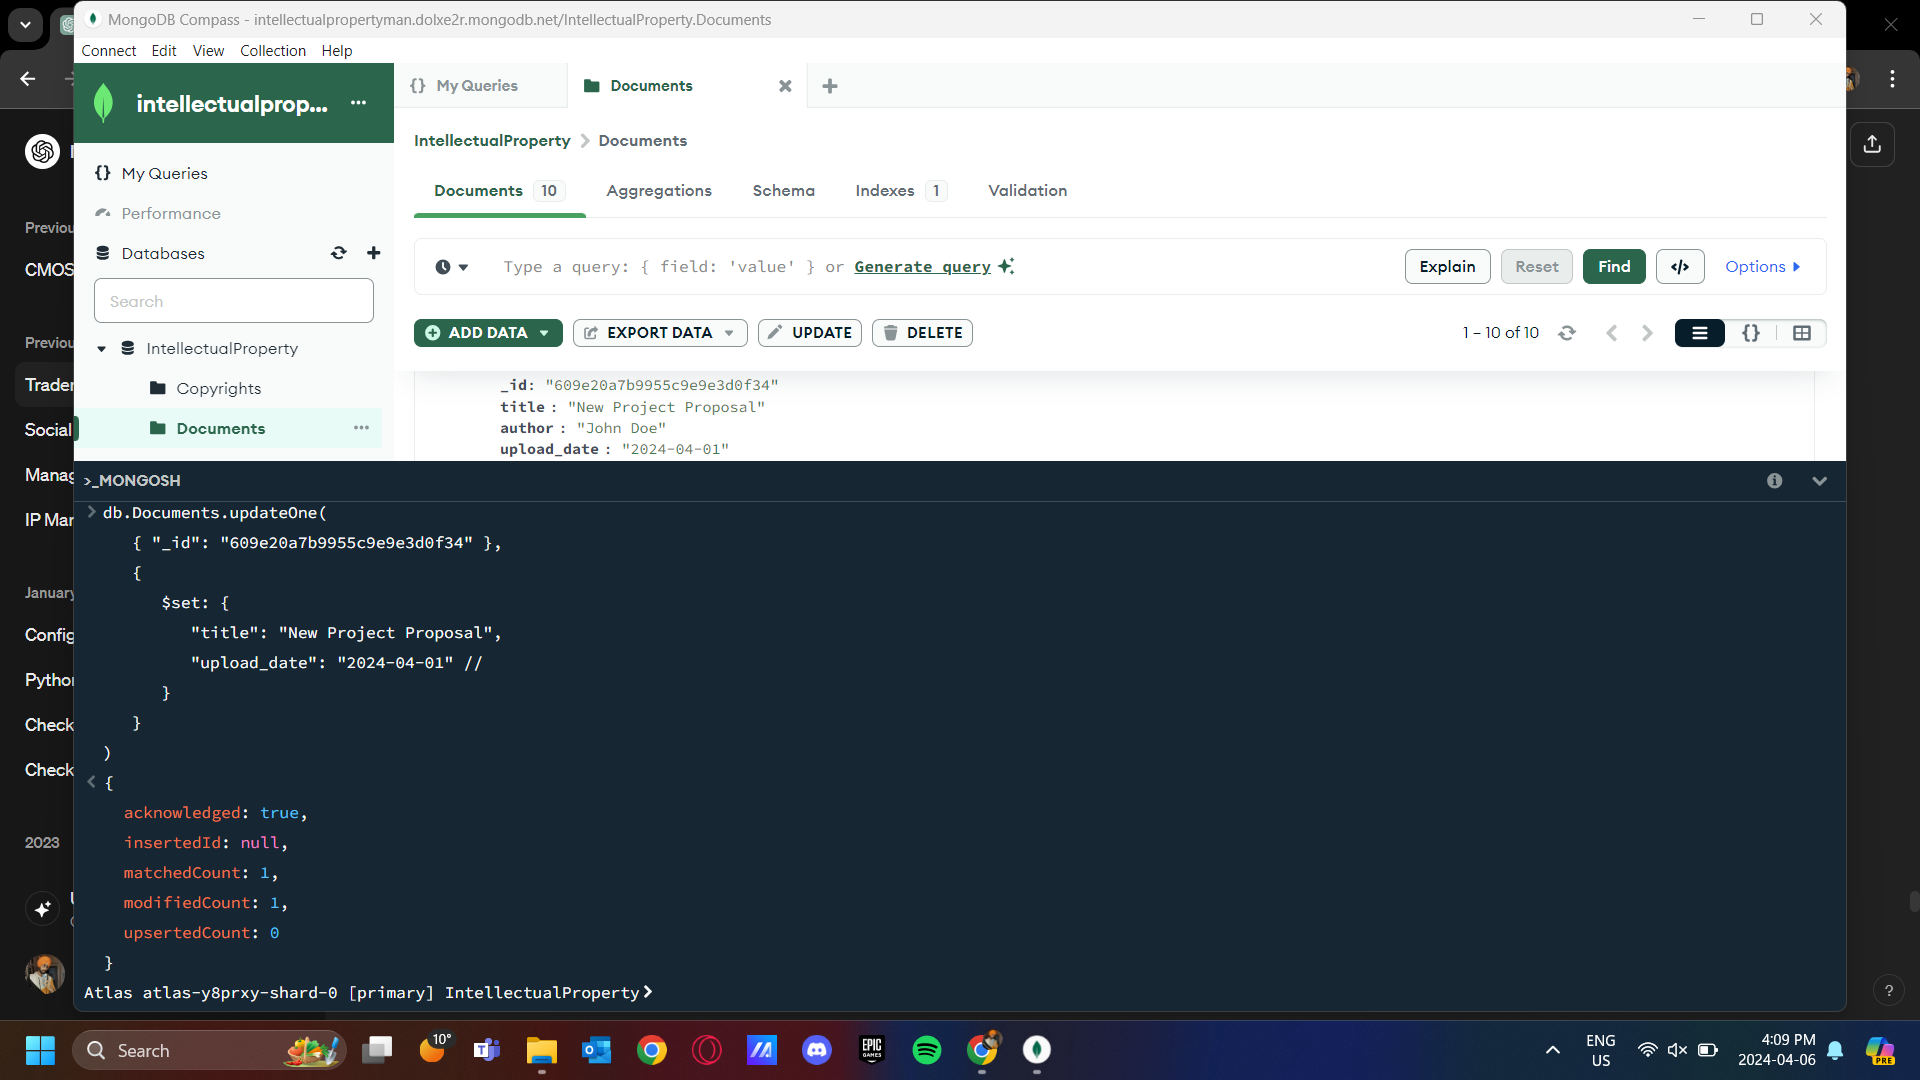 MongoDB Compass - intellectualpropertyman.dolxe2r.mongodb.net/IntellectualProperty.Documents
Connect Edit View Collection Help
intellectualprop...
My Queries
Documents
My Queries
Performance
Databases
Search
IntellectualProperty
Copyrights
Documents
IntellectualProperty > Documents
Documents 10 Aggregations Schema Indexes 1 Validation
Type a query: { field: 'value' } or Generate query
Explain Reset Find </> Options
ADD DATA EXPORT DATA UPDATE DELETE
1 – 10 of 10
{}
_id: "609e20a7b9955c9e9e3d0f34"
title : "New Project Proposal"
author : "John Doe"
upload_date : "2024-04-01"
>_MONGOSH
> db.Documents.updateOne(
{ "_id": "609e20a7b9955c9e9e3d0f34" },
{
$set: {
"title": "New Project Proposal",
"upload_date": "2024-04-01" //
}
}
)
< {
acknowledged: true,
insertedId: null,
matchedCount: 1,
modifiedCount: 1,
upsertedCount: 0
}
Atlas atlas-y8prxy-shard-0 [primary] IntellectualProperty>
Previou
CMOS
Previou
Trader
Social
Manag
IP Mar
January
Config
Python
Check
Check
2023
?
Search
10°
EPIC GAMES
ENG
US
4:09 PM
2024-04-06
PRE